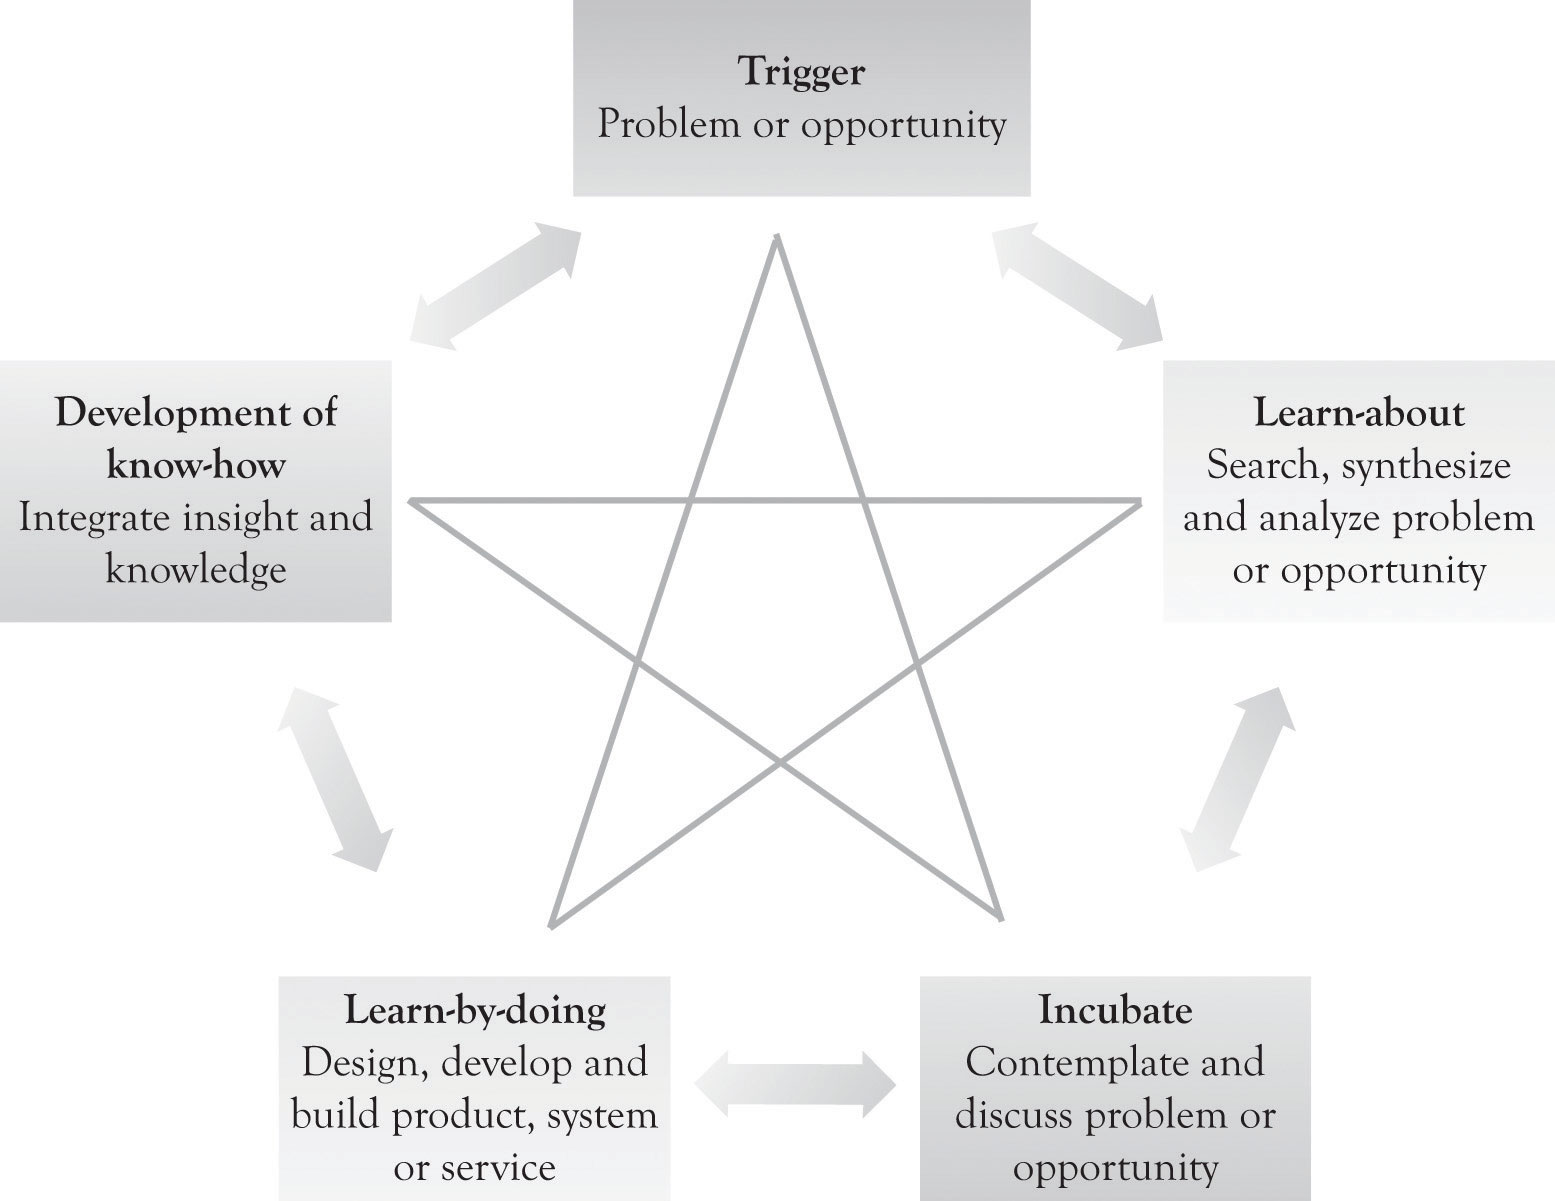 Trigger
Problem or opportunity
Development of
know-how
Integrate insight and
knowledge
Learn-about
Search, synthesize
and analyze problem
or opportunity
Learn-by-doing
Design, develop and
build product, system
or service
Incubate
Contemplate and
discuss problem or
opportunity